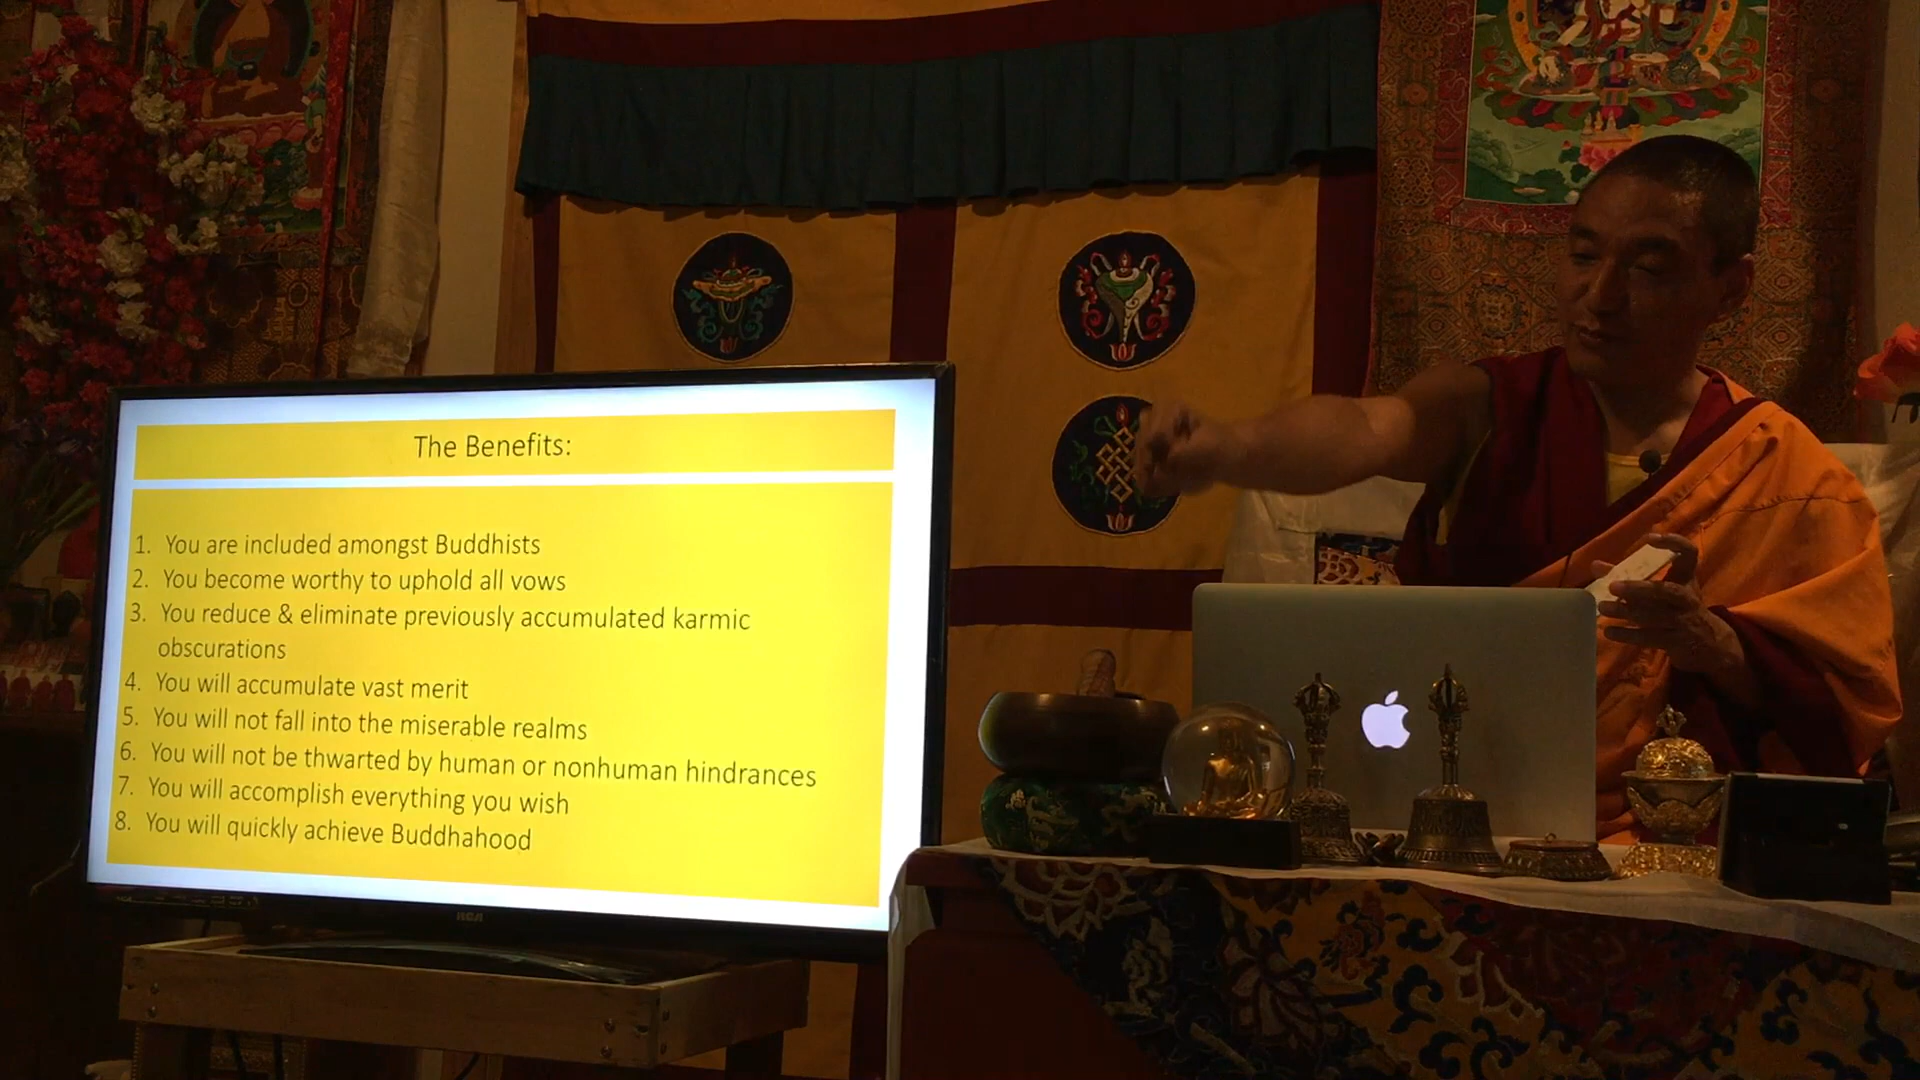 The Benefits:
1. You are included amongst Buddhists
2. You become worthy to uphold all vows
3. You reduce & eliminate previously accumulated karmic
obscurations
4. You will accumulate vast merit
5. You will not fall into the miserable realms
6. You will not be thwarted by human or nonhuman hindrances
7. You will accomplish everything you wish
8. You will quickly achieve Buddhahood
RCA